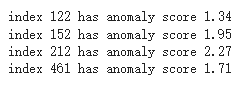 index 122 has anomaly score 1.34
index 152 has anomaly score 1.95
index 212 has anomaly score 2.27
index 461 has anomaly score 1.71